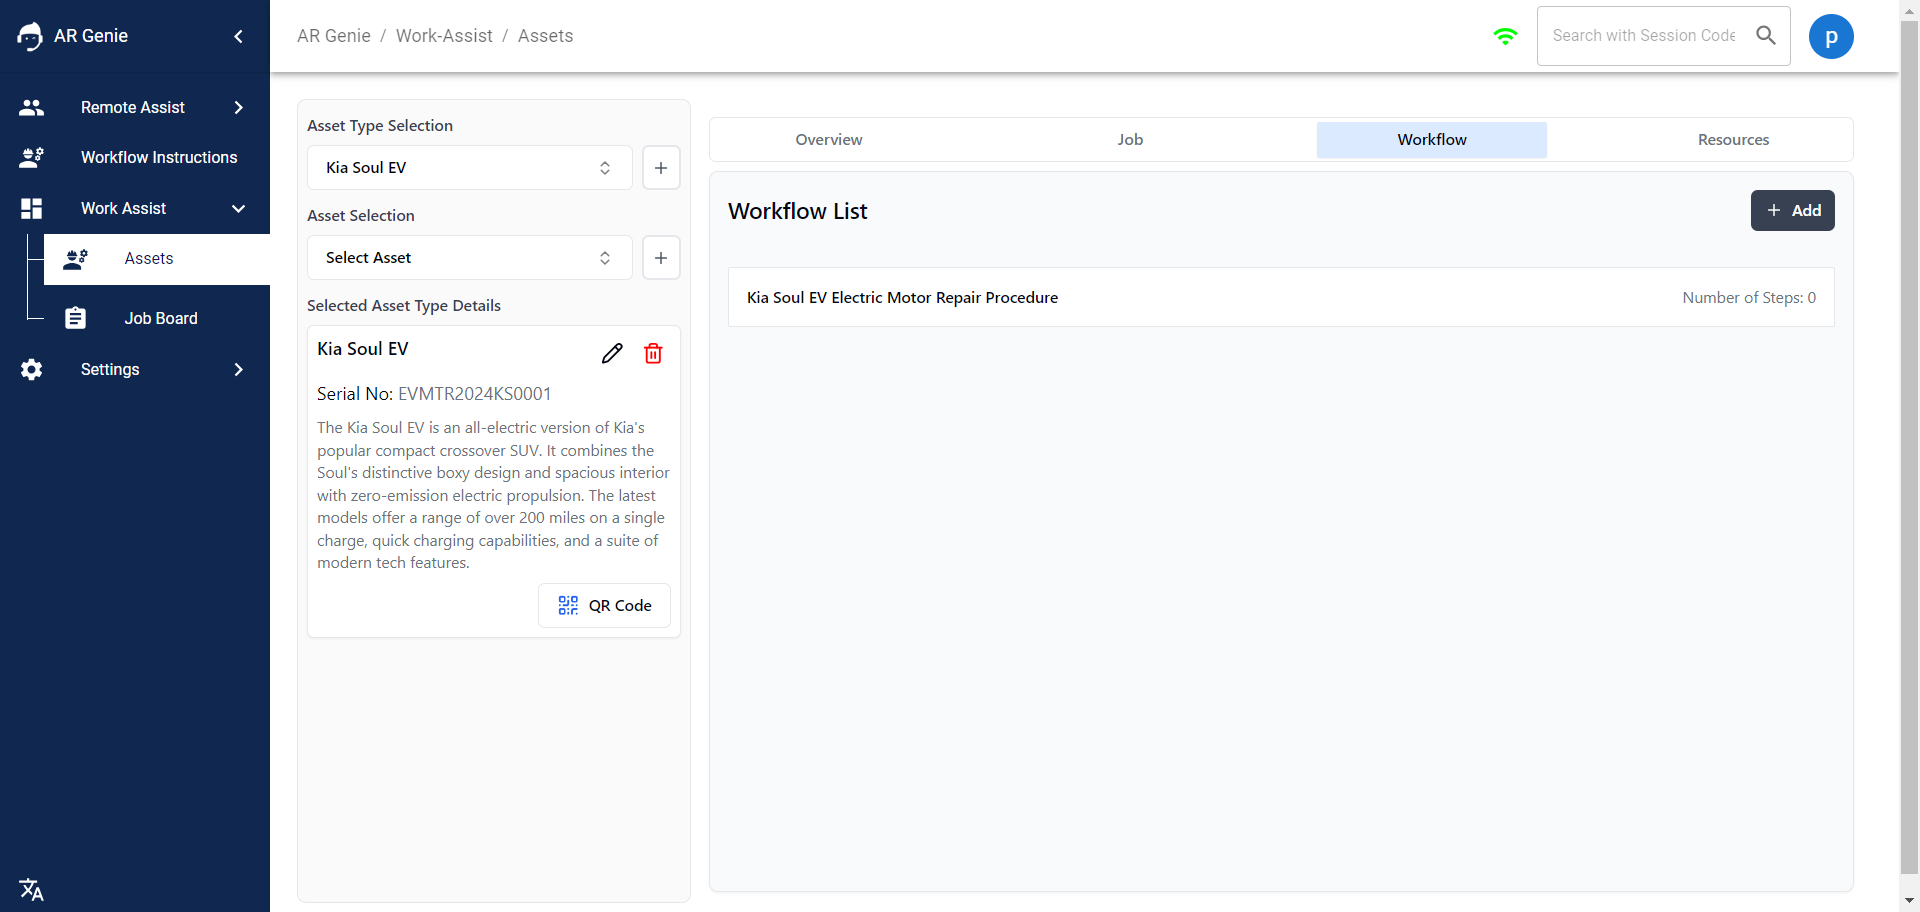 AR Genie
Remote Assist
Workflow Instructions
Work Assist
Assets
Job Board
Settings
AR Genie / Work-Assist / Assets
Search with Session Code
p
Asset Type Selection
Kia Soul EV
Asset Selection
Select Asset
Selected Asset Type Details
Kia Soul EV
Serial No: EVMTR2024KS0001
The Kia Soul EV is an all-electric version of Kia's
popular compact crossover SUV. It combines the
Soul's distinctive boxy design and spacious interior
with zero-emission electric propulsion. The latest
models offer a range of over 200 miles on a single
charge, quick charging capabilities, and a suite of
modern tech features.
QR Code
Overview
Job
Workflow
Resources
Workflow List
+ Add
Kia Soul EV Electric Motor Repair Procedure
Number of Steps: 0